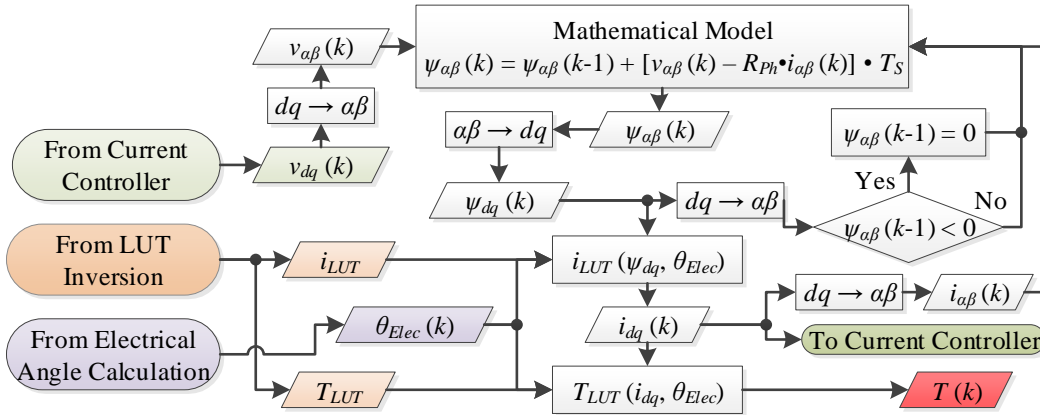 Mathematical Model
ψαβ(k) = ψαβ(k-1) + [vαβ(k) – RPh•iαβ(k)] • TS
vαβ(k)
dq → αβ
From Current
Controller
vdq(k)
αβ → dq
ψαβ(k)
ψαβ(k-1) = 0
Yes
No
ψdq(k)
dq → αβ
ψαβ(k-1) < 0
From LUT
Inversion
iLUT
iLUT(ψdq, θElec)
dq → αβ
iαβ(k)
θElec(k)
idq(k)
To Current Controller
From Electrical
Angle Calculation
TLUT
TLUT(idq, θElec)
T(k)